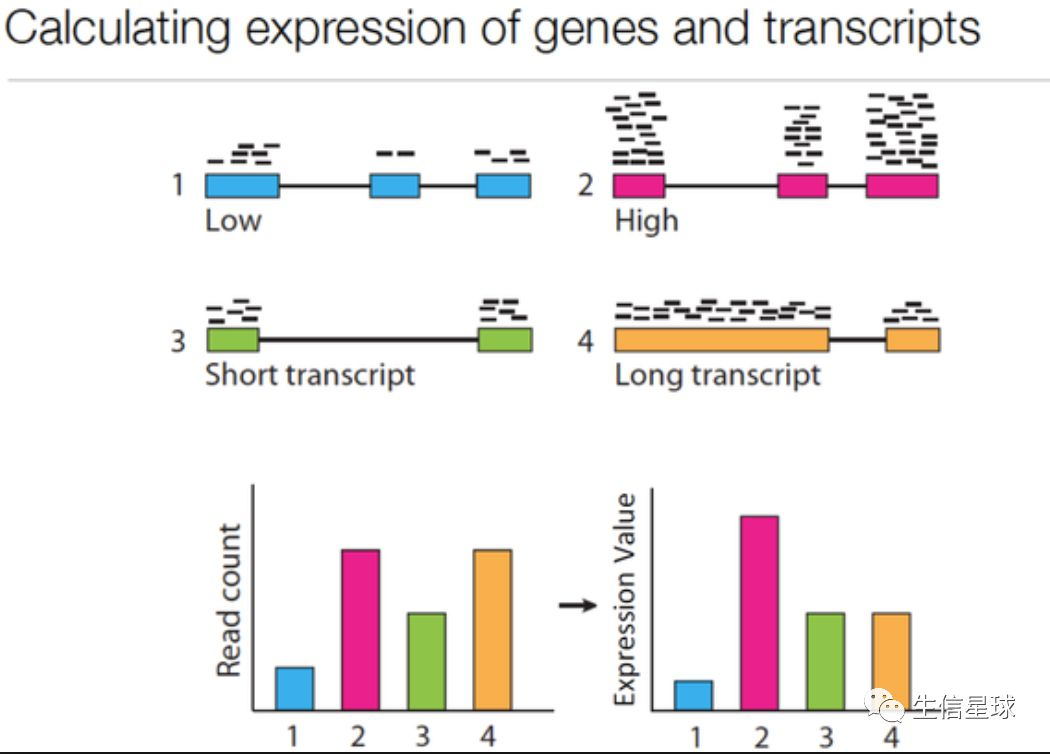 Calculating expression of genes and transcripts
1
Low
2
High
3
Short transcript
4
Long transcript
Read count
1 2 3 4
Expression Value
1 2 3 4
生信星球